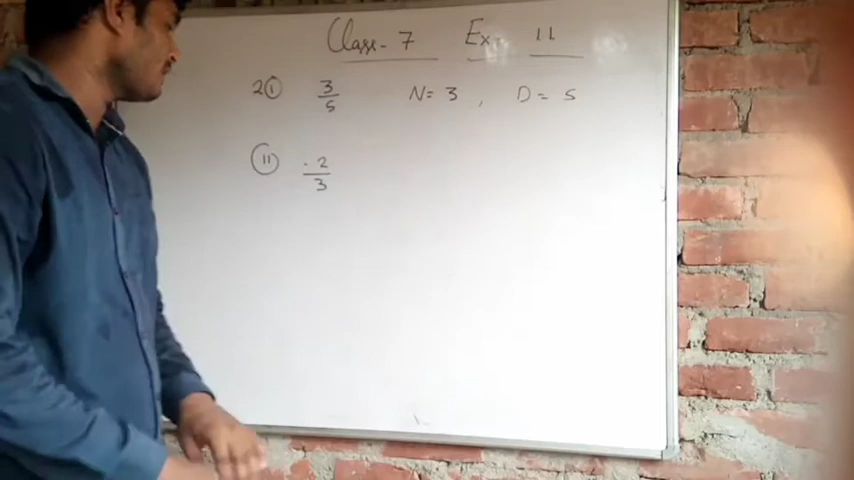 Class - 7 Ex - 11
2 (i) 3/5 N = 3 , D = 5
(ii) -2/3